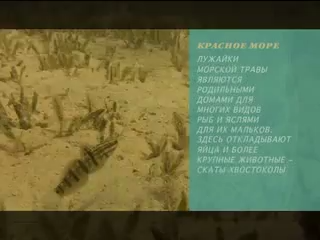 КРАСНОЕ МОРЕ
ЛУЖАЙКИ
МОРСКОЙ ТРАВЫ
ЯВЛЯЮТСЯ
РОДИЛЬНЫМИ
ДОМАМИ ДЛЯ
МНОГИХ ВИДОВ
РЫБ И ЯСЛЯМИ
ДЛЯ ИХ МАЛЬКОВ.
ЗДЕСЬ ОТКЛАДЫВАЮТ
ЯЙЦА И БОЛЕЕ
КРУПНЫЕ ЖИВОТНЫЕ –
СКАТЫ-ХВОСТОКОЛЫ